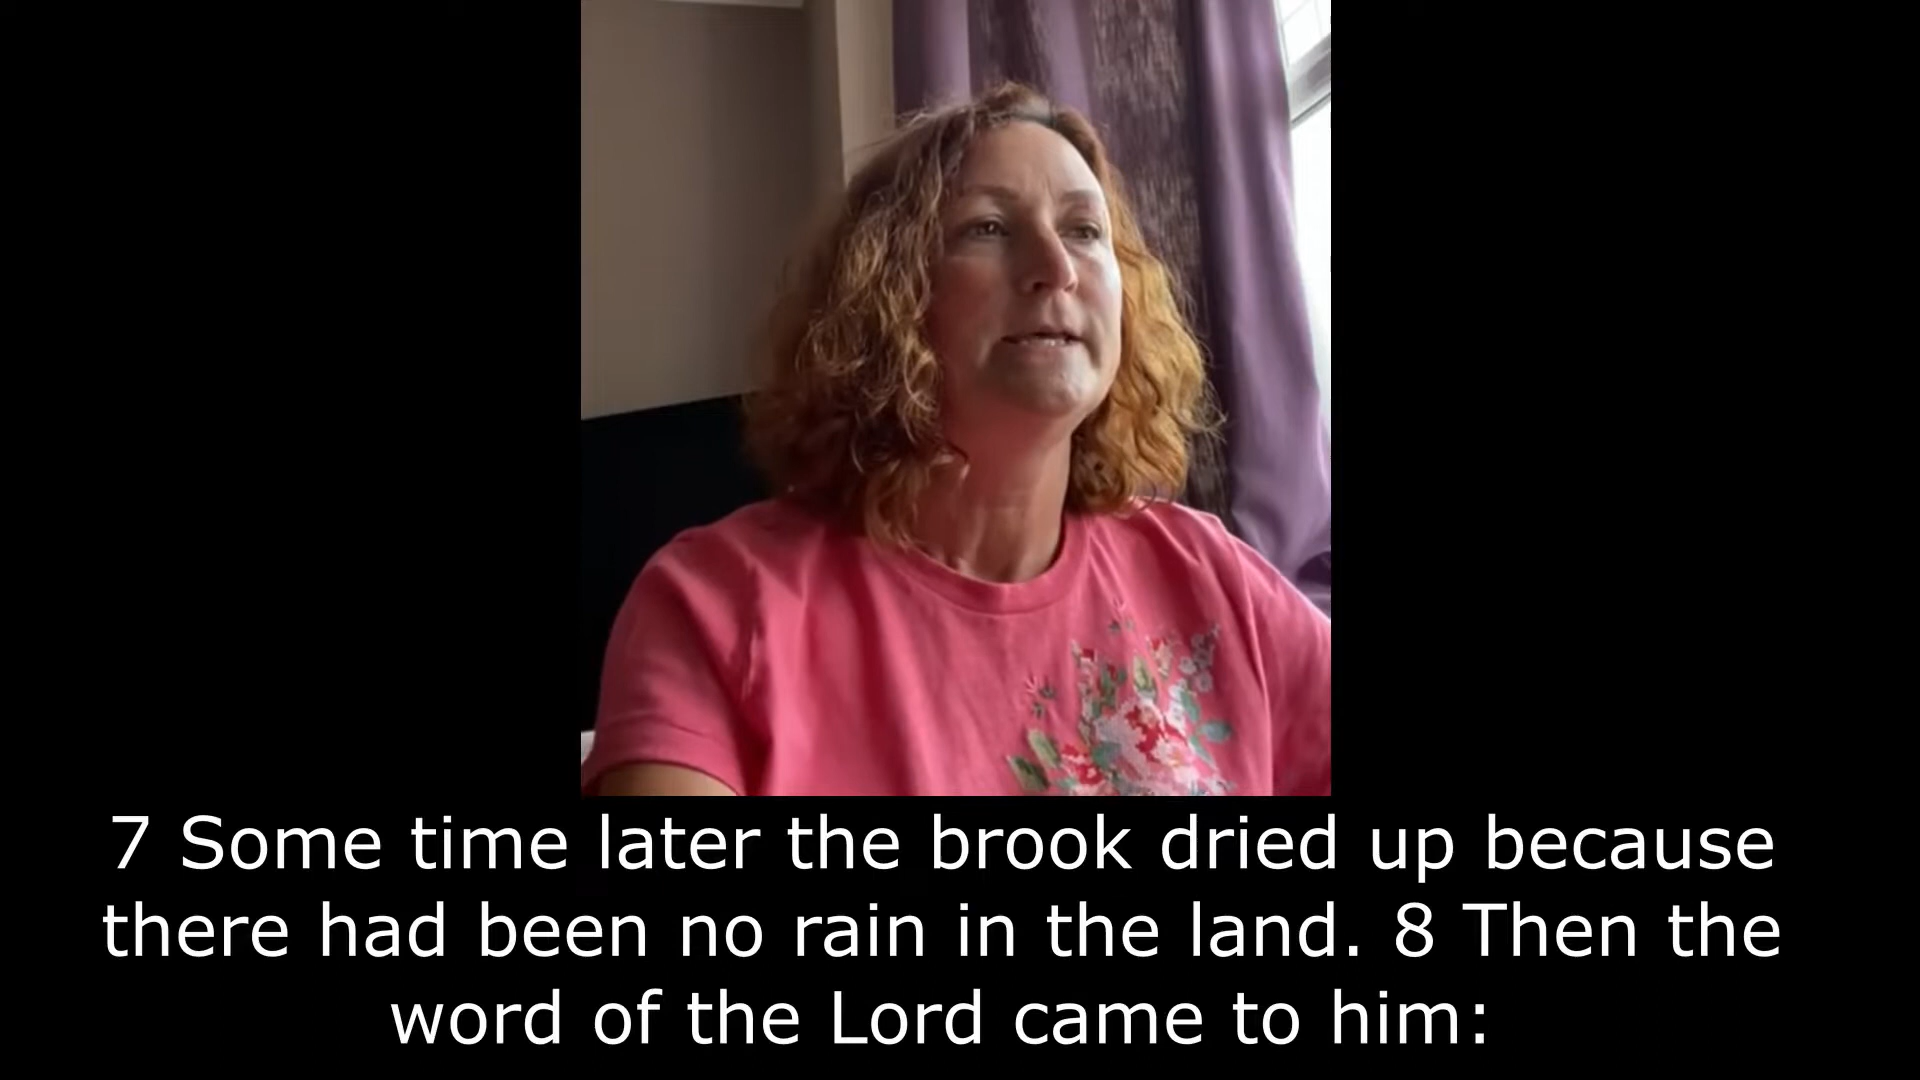 7 Some time later the brook dried up because
there had been no rain in the land. 8 Then the
word of the Lord came to him: